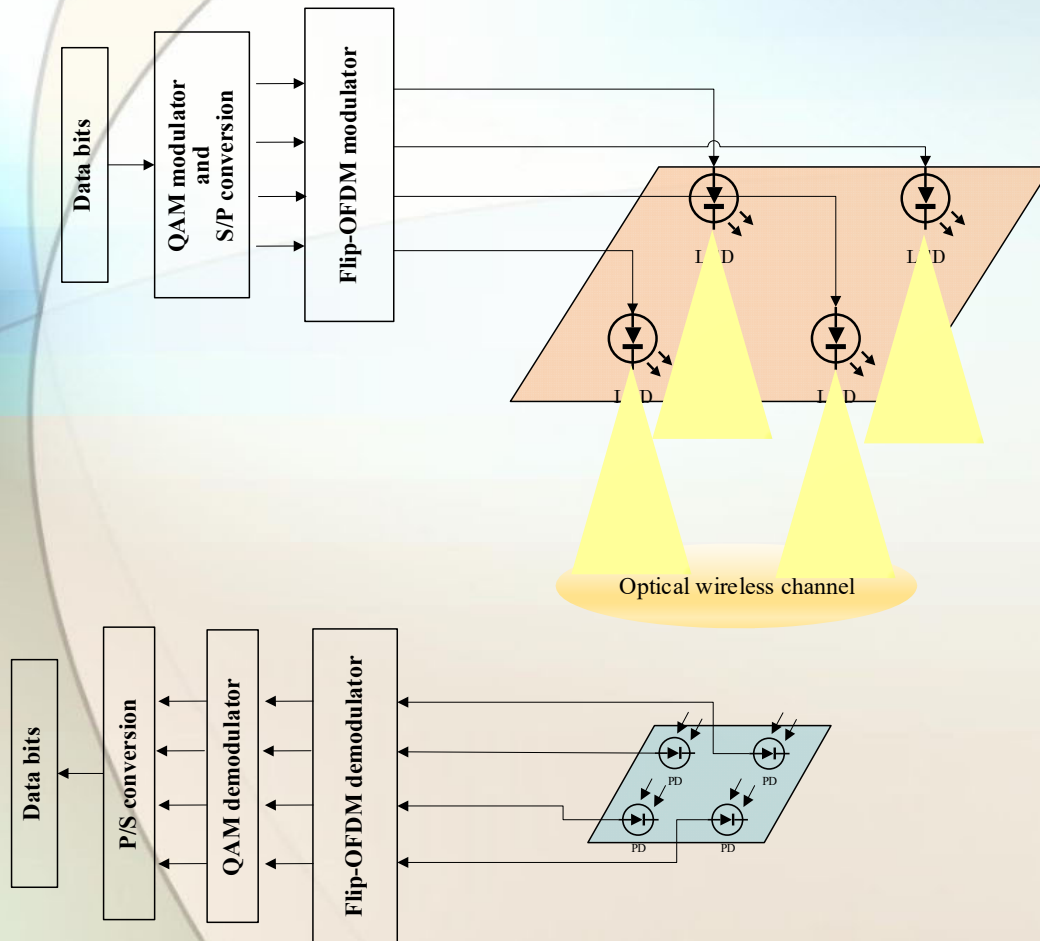 Data bits
QAM modulator
and
S/P conversion
Flip-OFDM modulator
Optical wireless channel
Data bits
P/S conversion
QAM demodulator
Flip-OFDM demodulator
PD
PD
PD
PD